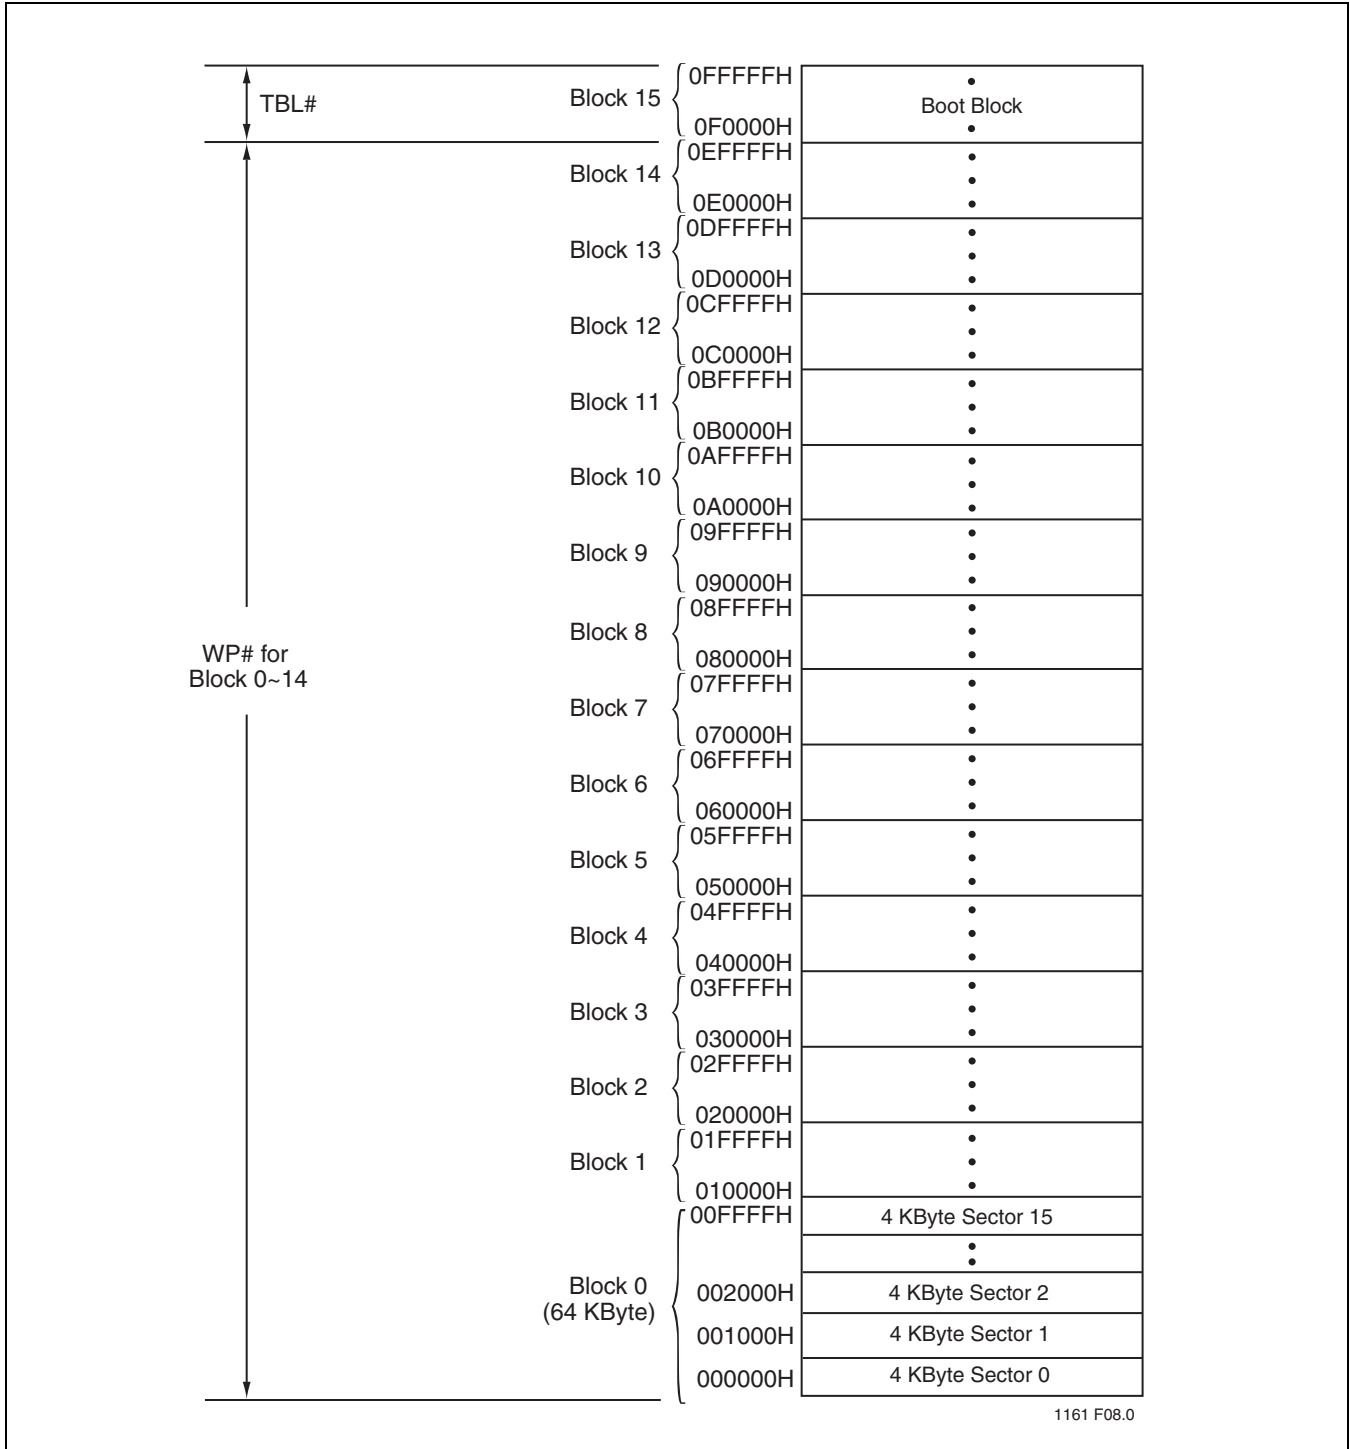 0FFFFFH
TBL#
Block 15
Boot Block
0F0000H
0EFFFFH
Block 14
0E0000H
0DFFFFH
Block 13
0D0000H
0CFFFFH
Block 12
0C0000H
0BFFFFH
Block 11
0B0000H
0AFFFFH
Block 10
0A0000H
09FFFFH
Block 9
090000H
08FFFFH
Block 8
080000H
WP# for
Block 0~14
07FFFFH
Block 7
070000H
06FFFFH
Block 6
060000H
05FFFFH
Block 5
050000H
04FFFFH
Block 4
040000H
03FFFFH
Block 3
030000H
02FFFFH
Block 2
020000H
01FFFFH
Block 1
010000H
00FFFFH
4 KByte Sector 15
Block 0
(64 KByte)
002000H
4 KByte Sector 2
001000H
4 KByte Sector 1
000000H
4 KByte Sector 0
1161 F08.0